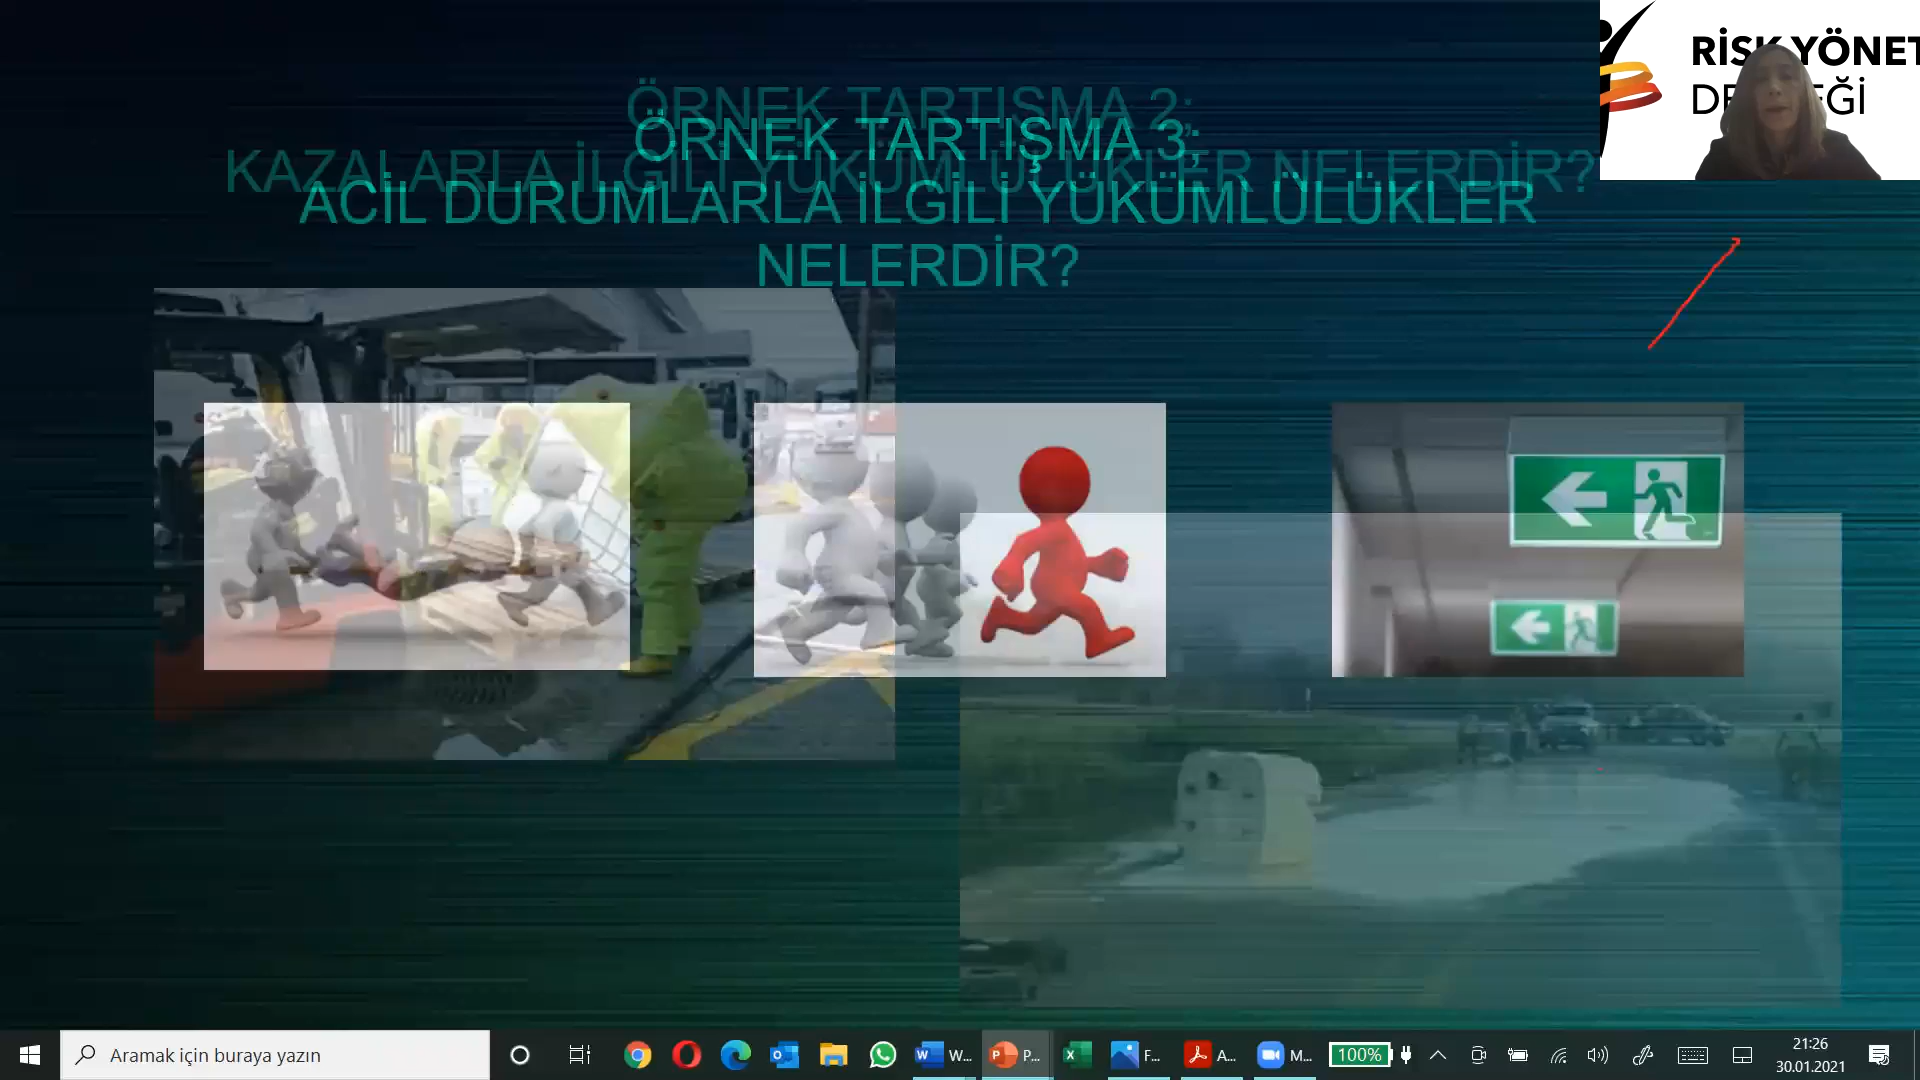 RİSK YÖNET
ÖRNEK TARTIŞMA 2;
KAZALARLA İLGİLİ YÜKÜMLÜLÜKLER NELERDİR?
ÖRNEK TARTIŞMA 3;
ACİL DURUMLARLA İLGİLİ YÜKÜMLÜLÜKLER
NELERDİR?
Aramak için buraya yazın
W...
P...
F...
A...
M...
100%
21:26
30.01.2021